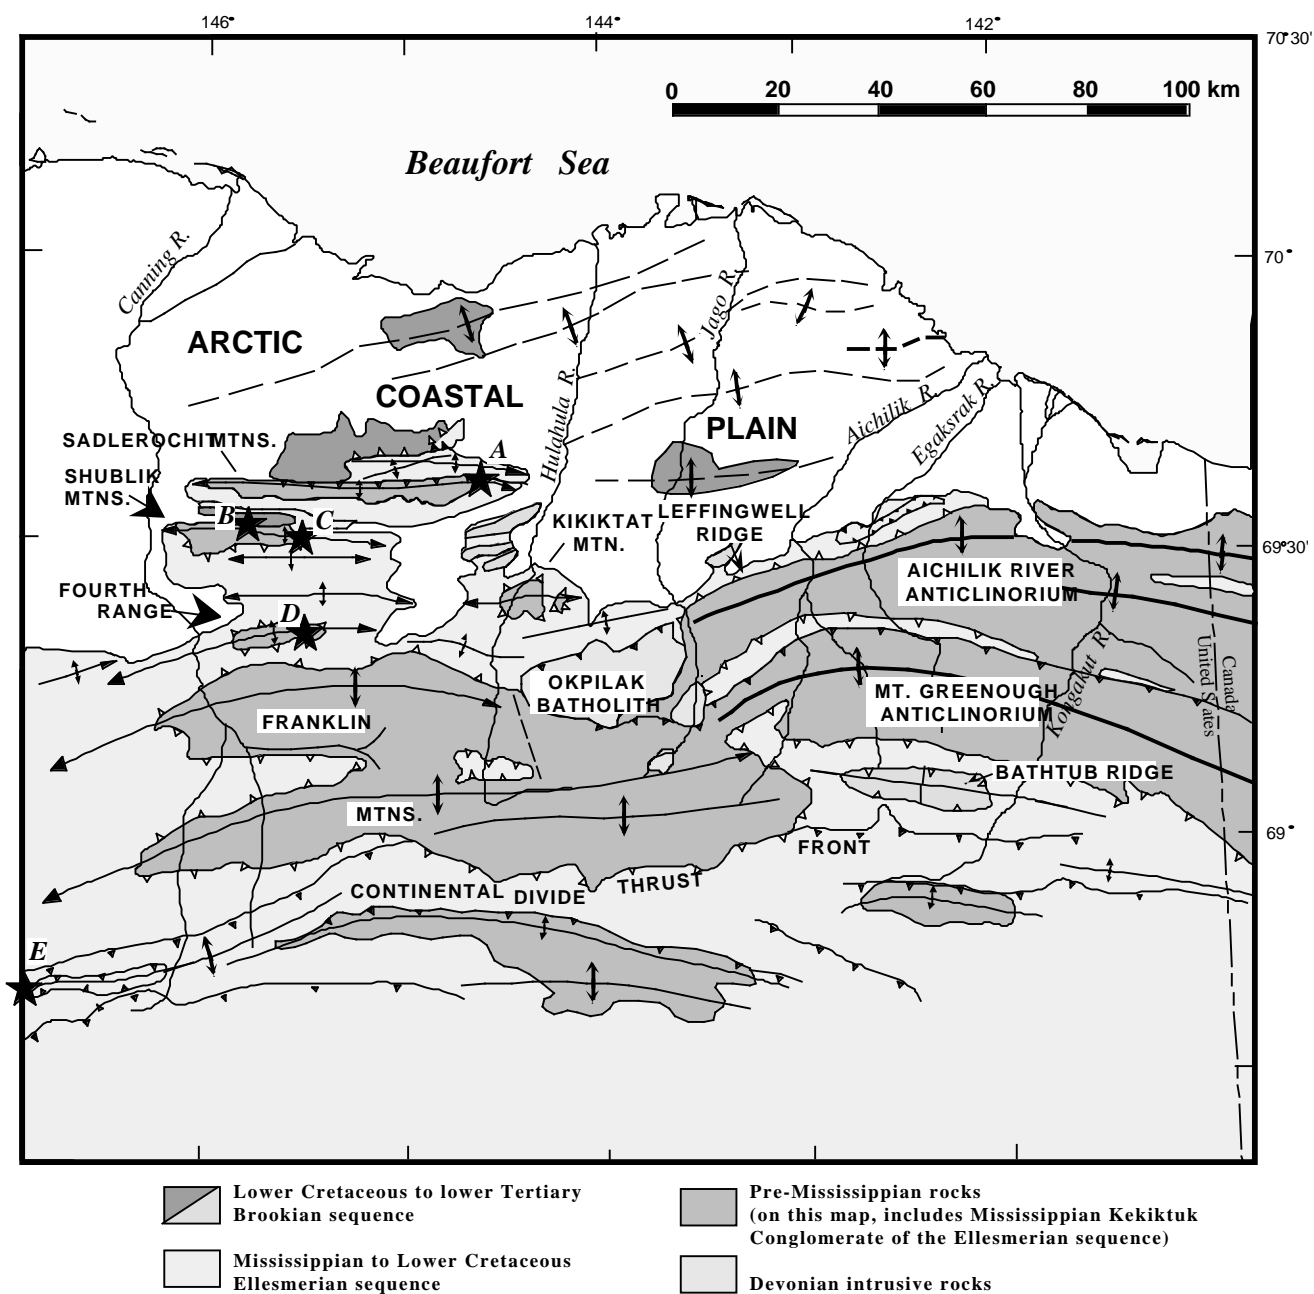 146°
144°
142°
70°30'
0 20 40 60 80 100 km
Beaufort Sea
Canning R.
70°
ARCTIC
Jago R.
COASTAL
Hulahula R.
PLAIN
Aichilik R.
Egaksrak R.
SADLEROCHIT MTNS.
A
SHUBLIK
MTNS.
B
C
KIKIKTAT
MTN.
LEFFINGWELL
RIDGE
69°30'
AICHILIK RIVER
ANTICLINORIUM
FOURTH
RANGE
D
Kongakut R.
Canada
United States
OKPILAK
BATHOLITH
MT. GREENOUGH
ANTICLINORIUM
FRANKLIN
BATHTUB RIDGE
MTNS.
69°
FRONT
THRUST
CONTINENTAL DIVIDE
E
Lower Cretaceous to lower Tertiary
Brookian sequence
Mississippian to Lower Cretaceous
Ellesmerian sequence
Pre-Mississippian rocks
(on this map, includes Mississippian Kekiktuk
Conglomerate of the Ellesmerian sequence)
Devonian intrusive rocks